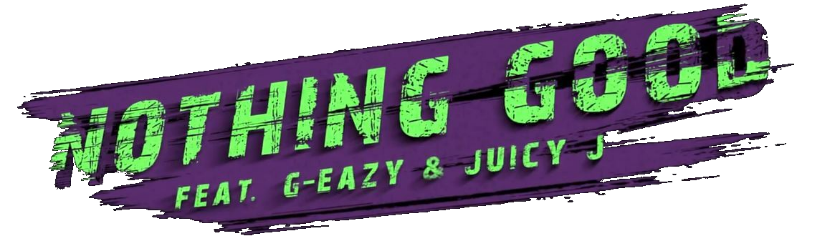 NOTHING GOOD
FEAT. G-EAZY & JUICY J